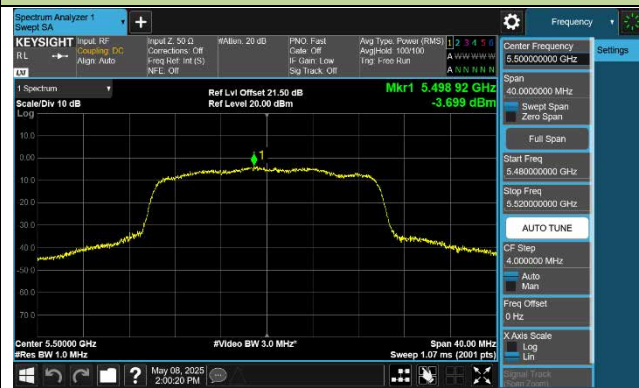 Spectrum Analyzer 1
Swept SA
+
Frequency
KEYSIGHT
RL
LXI
Input: RF
Coupling: DC
Align: Auto
Input Z: 50 Ω
Corrections: Off
Freq Ref: Int (S)
NFE: Off
#Atten: 20 dB
PNO: Fast
Gate: Off
IF Gain: Low
Sig Track: Off
Avg Type: Power (RMS)
Avg|Hold: 100/100
Trig: Free Run
1 2 3 4 5 6
A W W W W W
A N N N N N
1 Spectrum
Scale/Div 10 dB
Log
Ref Lvl Offset 21.50 dB
Ref Level 20.00 dBm
Mkr1 5.498 92 GHz
-3.699 dBm
10.0
0.00
1
-10.0
-20.0
-30.0
-40.0
-50.0
-60.0
-70.0
Center 5.50000 GHz
#Res BW 1.0 MHz
#Video BW 3.0 MHz*
Span 40.00 MHz
Sweep 1.07 ms (2001 pts)
May 08, 2025
2:00:20 PM
Center Frequency
5.500000000 GHz
Span
40.0000000 MHz
Swept Span
Zero Span
Full Span
Start Freq
5.480000000 GHz
Stop Freq
5.520000000 GHz
AUTO TUNE
CF Step
4.000000 MHz
Auto
Man
Freq Offset
0 Hz
X Axis Scale
Log
Lin
Signal Track
(Span Zoom)
Settings